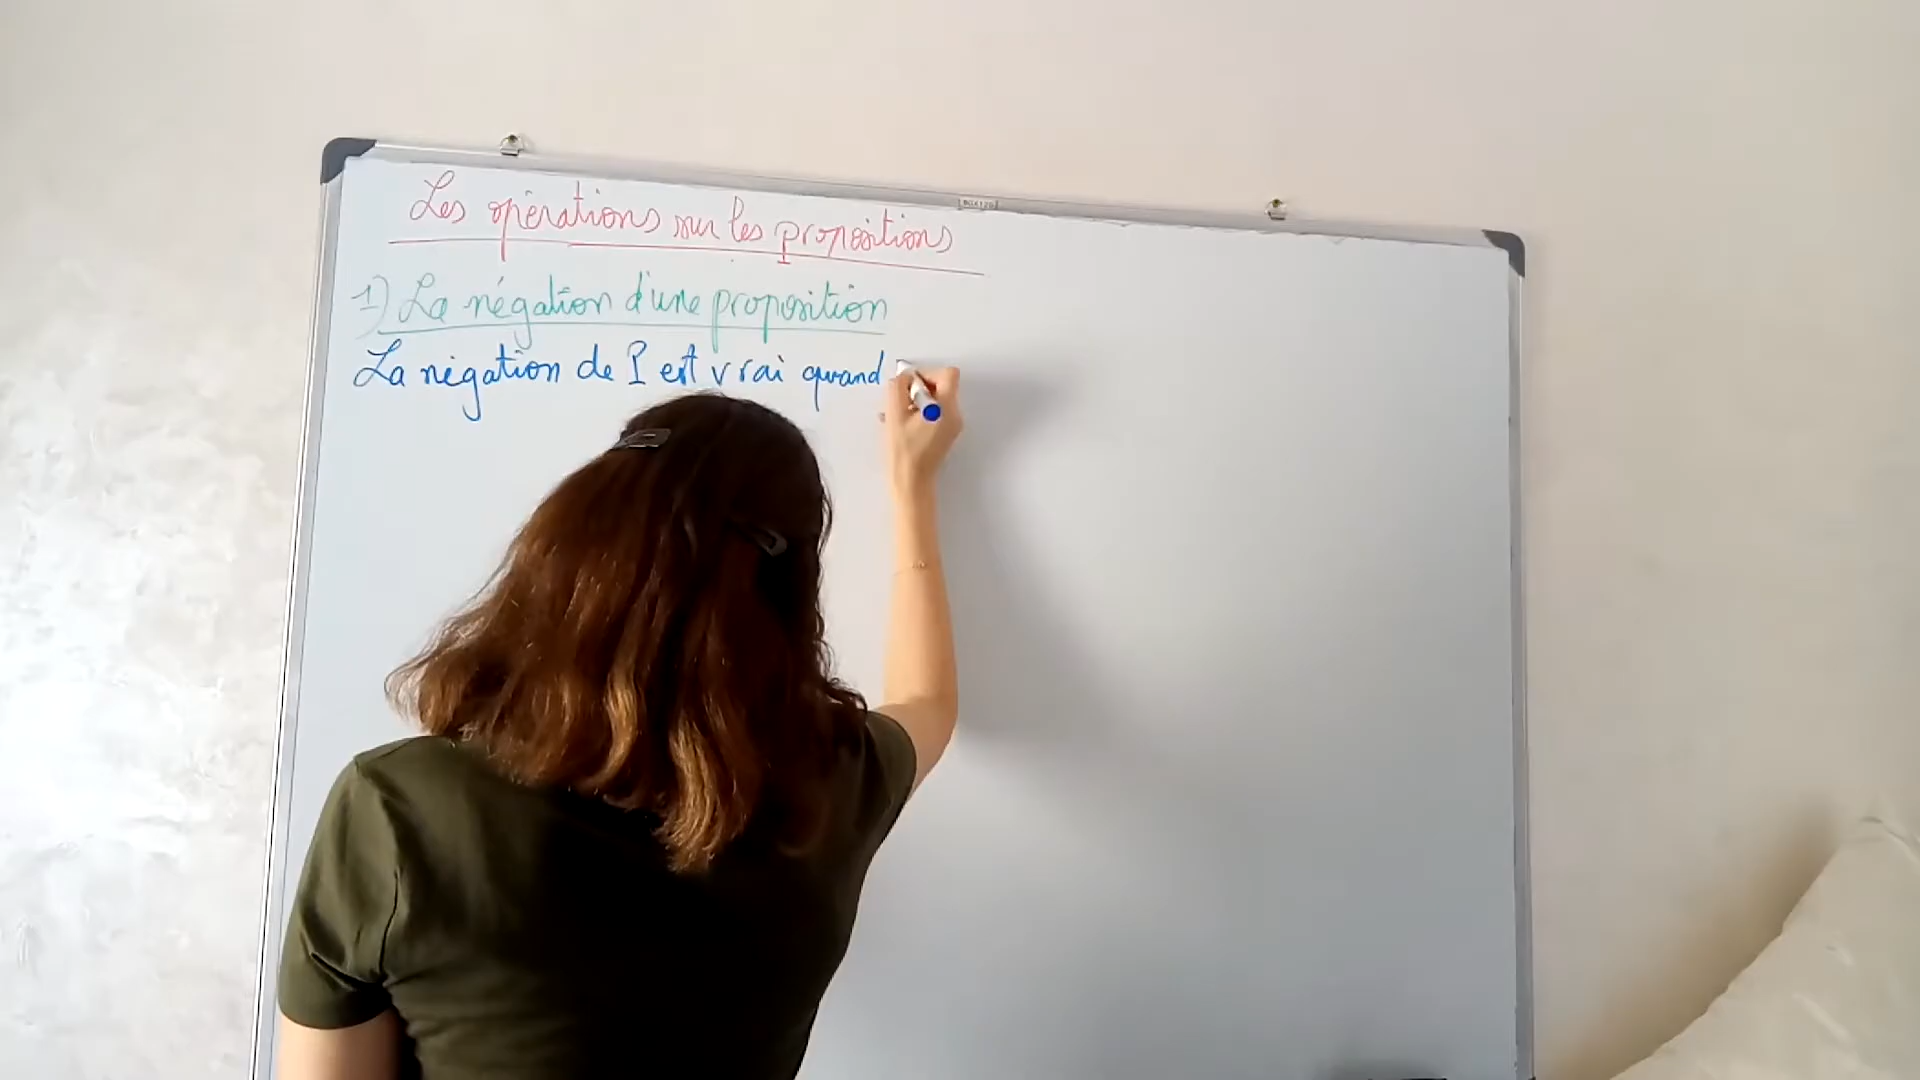 Les opérations sur les propositions
1) La négation d'une proposition
La négation de P est vrai quand